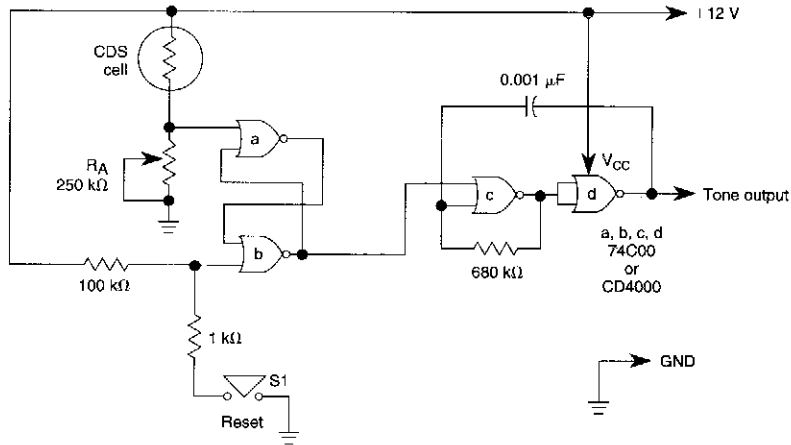 +12 V
CDS
cell
0.001 µF
a
RA
250 kΩ
VCC
c
d
Tone output
b
a, b, c, d
74C00
or
CD4000
680 kΩ
100 kΩ
1 kΩ
S1
Reset
GND